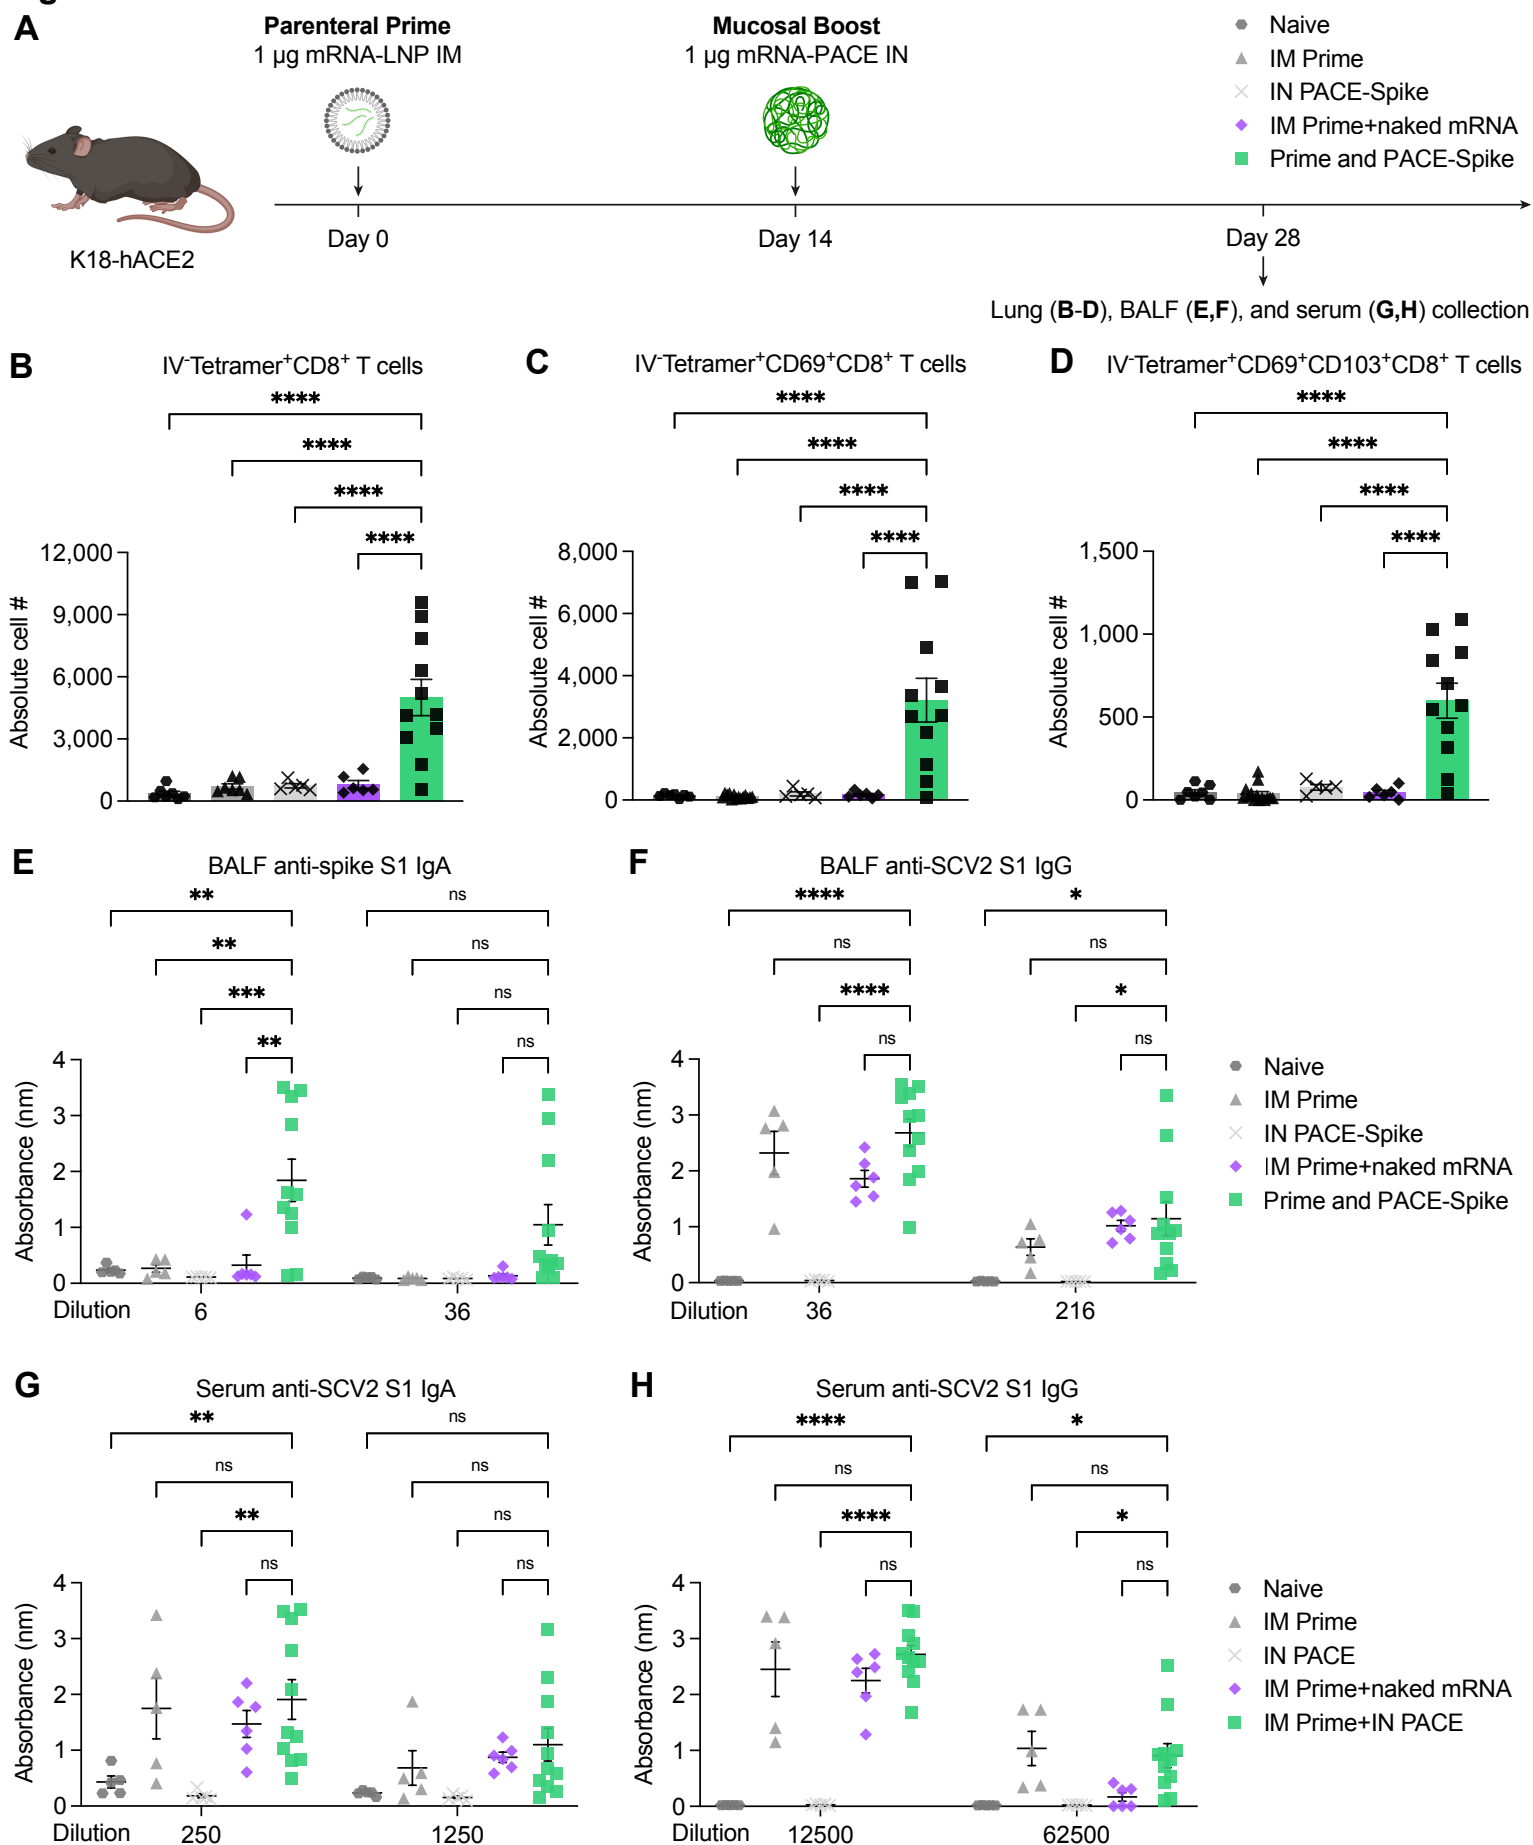 A
Parenteral Prime
1 µg mRNA-LNP IM
Mucosal Boost
1 µg mRNA-PACE IN
Naive
IM Prime
IN PACE-Spike
IM Prime+naked mRNA
Prime and PACE-Spike
K18-hACE2
Day 0
Day 14
Day 28
Lung (B-D), BALF (E,F), and serum (G,H) collection
B
IV⁻Tetramer⁺CD8⁺ T cells
****
****
****
****
12,000
9,000
6,000
3,000
0
Absolute cell #
C
IV⁻Tetramer⁺CD69⁺CD8⁺ T cells
****
****
****
****
8,000
6,000
4,000
2,000
0
Absolute cell #
D
IV⁻Tetramer⁺CD69⁺CD103⁺CD8⁺ T cells
****
****
****
****
1,500
1,000
500
0
Absolute cell #
E
BALF anti-spike S1 IgA
** ns
** ns
*** ns
** ns
4
3
2
1
0
Absorbance (nm)
Dilution 6 36
F
BALF anti-SCV2 S1 IgG
**** *
ns ns
**** *
ns ns
4
3
2
1
0
Absorbance (nm)
Dilution 36 216
Naive
IM Prime
IN PACE-Spike
IM Prime+naked mRNA
Prime and PACE-Spike
G
Serum anti-SCV2 S1 IgA
** ns
ns ns
** ns
ns ns
4
3
2
1
0
Absorbance (nm)
Dilution 250 1250
H
Serum anti-SCV2 S1 IgG
**** *
ns ns
**** *
ns ns
4
3
2
1
0
Absorbance (nm)
Dilution 12500 62500
Naive
IM Prime
IN PACE
IM Prime+naked mRNA
IM Prime+IN PACE